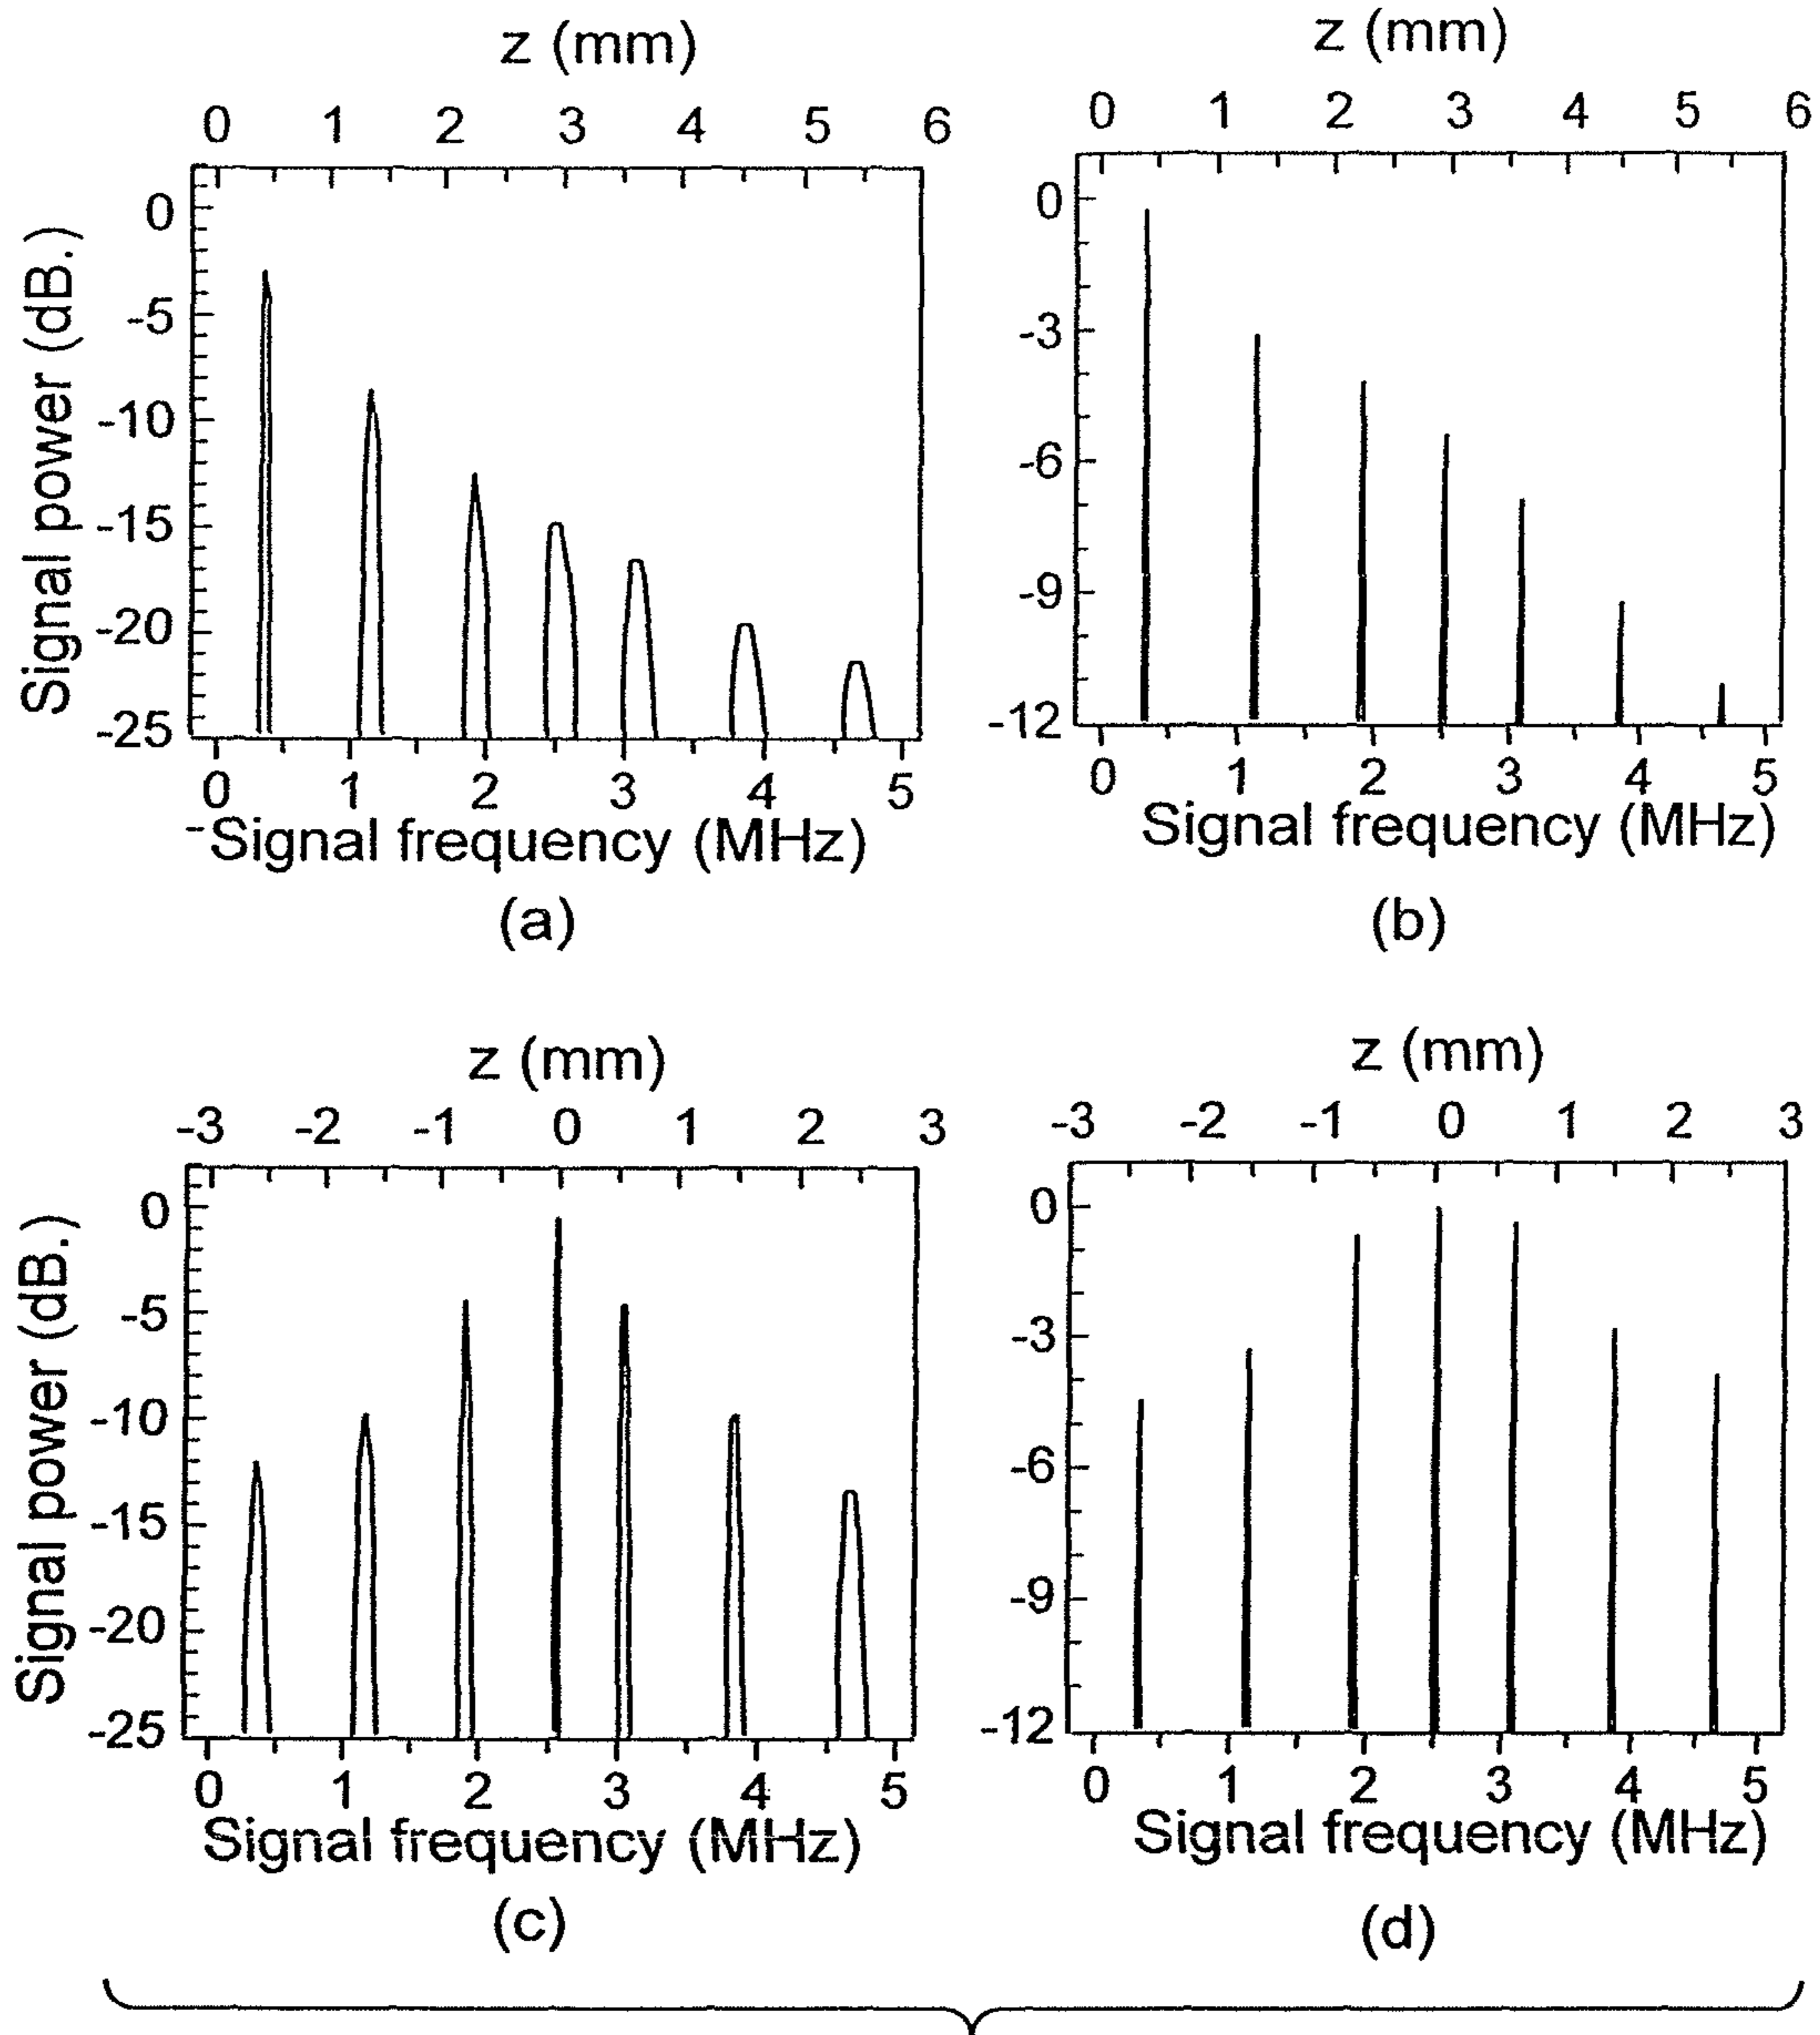 z (mm)
0 1 2 3 4 5 6
Signal power (dB.)
0
-5
-10
-15
-20
-25
0 1 2 3 4 5
-Signal frequency (MHz)
(a)
z (mm)
0 1 2 3 4 5 6
0
-3
-6
-9
-12
0 1 2 3 4 5
Signal frequency (MHz)
(b)
z (mm)
-3 -2 -1 0 1 2 3
Signal power (dB.)
0
-5
-10
-15
-20
-25
0 1 2 3 4 5
Signal frequency (MHz)
(c)
z (mm)
-3 -2 -1 0 1 2 3
0
-3
-6
-9
-12
0 1 2 3 4 5
Signal frequency (MHz)
(d)